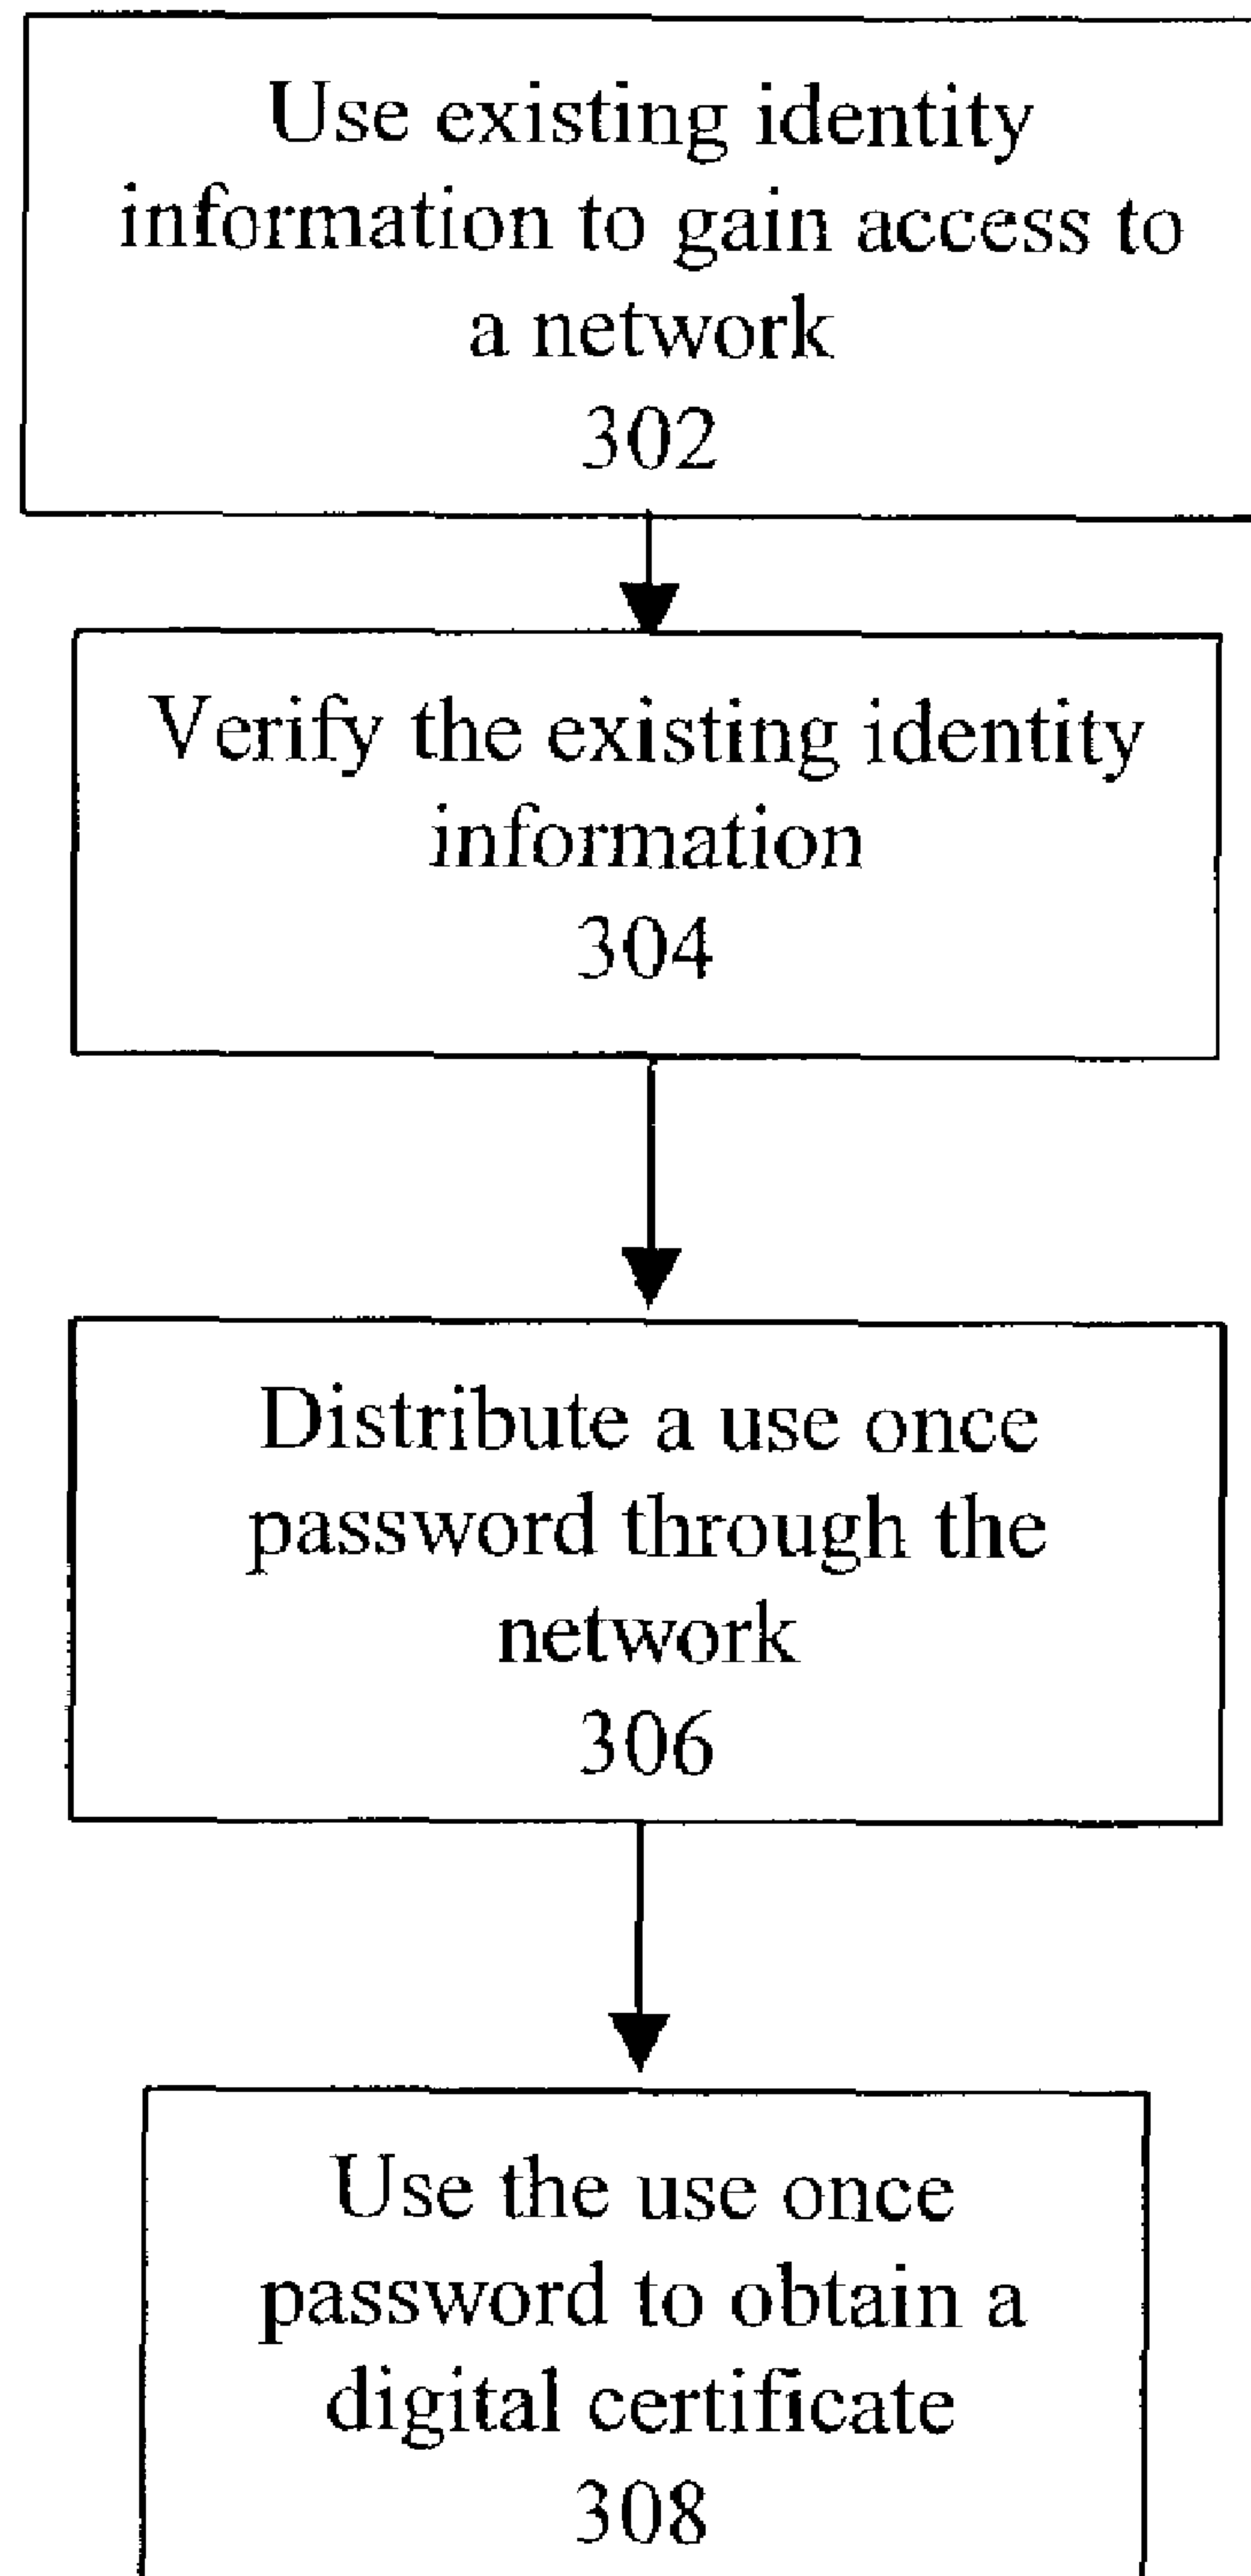 Use existing identity
information to gain access to
a network
302
Verify the existing identity
information
304
Distribute a use once
password through the
network
306
Use the use once
password to obtain a
digital certificate
308